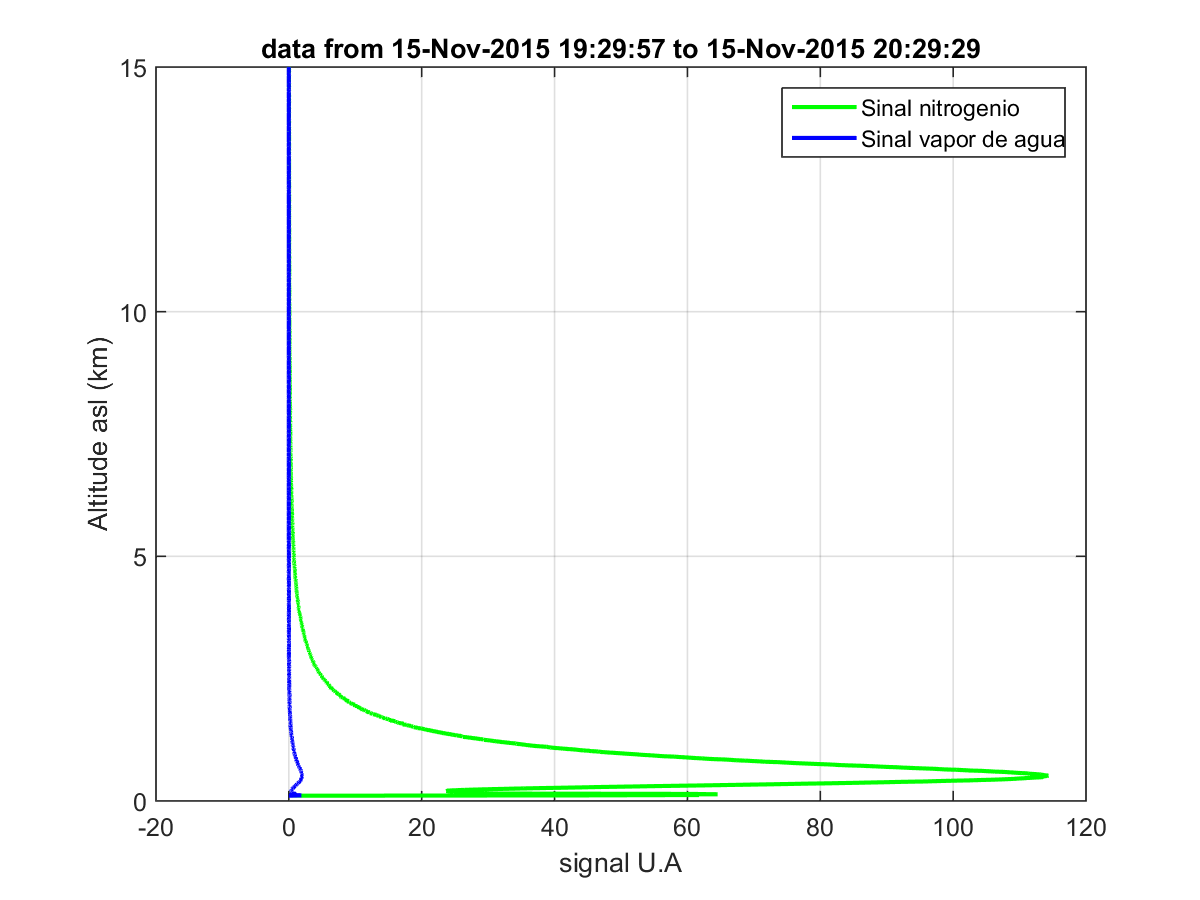 data from 15-Nov-2015 19:29:57 to 15-Nov-2015 20:29:29
Sinal nitrogenio
Sinal vapor de agua
15
10
5
0
Altitude asl (km)
-20 0 20 40 60 80 100 120
signal U.A